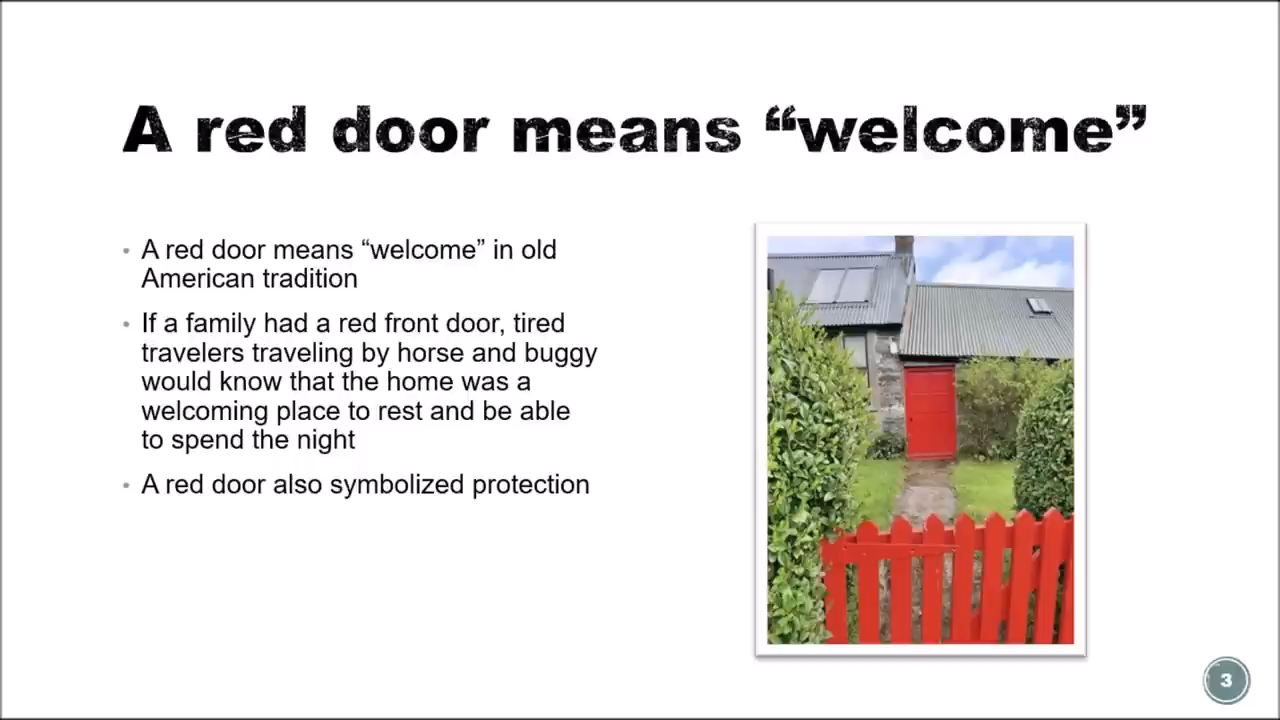 A red door means “welcome”
• A red door means “welcome” in old
American tradition
• If a family had a red front door, tired
travelers traveling by horse and buggy
would know that the home was a
welcoming place to rest and be able
to spend the night
• A red door also symbolized protection
3